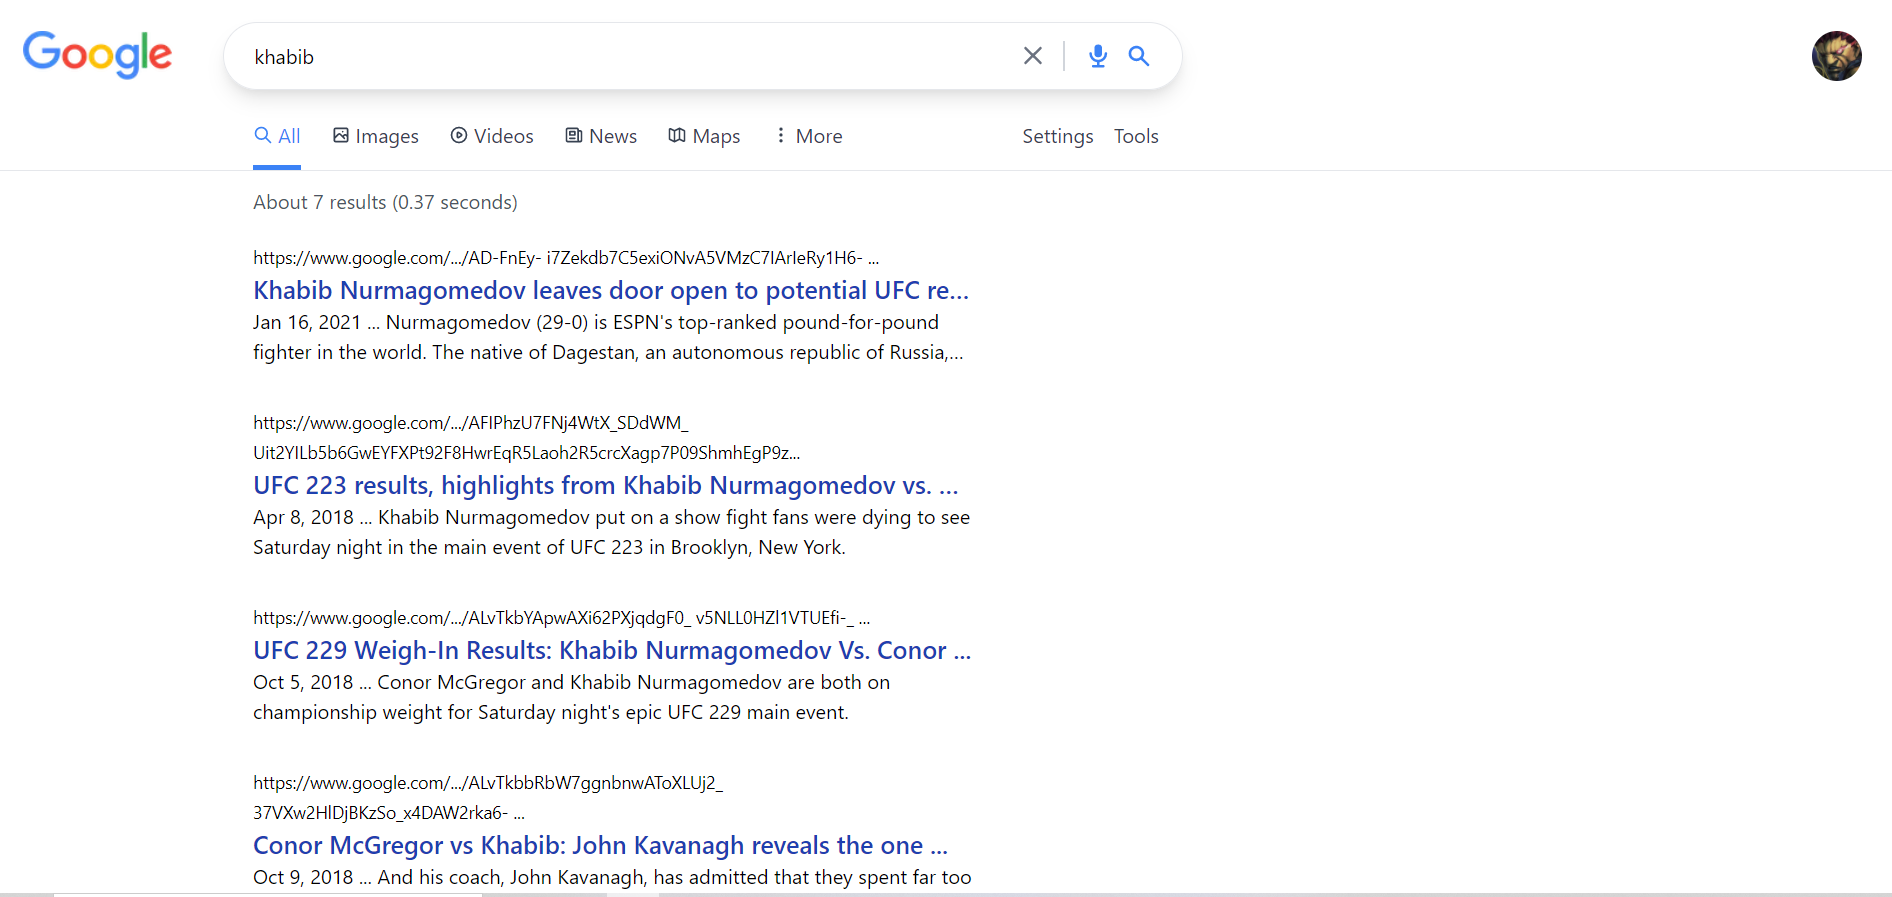 Google
khabib
All Images Videos News Maps More Settings Tools
About 7 results (0.37 seconds)
https://www.google.com/.../AD-FnEy- i7Zekdb7C5exiONvA5VMzC7IArIeRy1H6- ...
Khabib Nurmagomedov leaves door open to potential UFC re...
Jan 16, 2021 ... Nurmagomedov (29-0) is ESPN's top-ranked pound-for-pound
fighter in the world. The native of Dagestan, an autonomous republic of Russia,...
https://www.google.com/.../AFIPhzU7FNj4WtX_SDdWM_
Uit2YILb5b6GwEYFXPt92F8HwrEqR5Laoh2R5crcXagp7P09ShmhEgP9z...
UFC 223 results, highlights from Khabib Nurmagomedov vs. ...
Apr 8, 2018 ... Khabib Nurmagomedov put on a show fight fans were dying to see
Saturday night in the main event of UFC 223 in Brooklyn, New York.
https://www.google.com/.../ALvTkbYApwAXi62PXjqdgF0_ v5NLL0HZl1VTUEfi-_ ...
UFC 229 Weigh-In Results: Khabib Nurmagomedov Vs. Conor ...
Oct 5, 2018 ... Conor McGregor and Khabib Nurmagomedov are both on
championship weight for Saturday night's epic UFC 229 main event.
https://www.google.com/.../ALvTkbbRbW7ggnbnwAToXLUj2_
37VXw2HlDjBKzSo_x4DAW2rka6- ...
Conor McGregor vs Khabib: John Kavanagh reveals the one ...
Oct 9, 2018 ... And his coach, John Kavanagh, has admitted that they spent far too